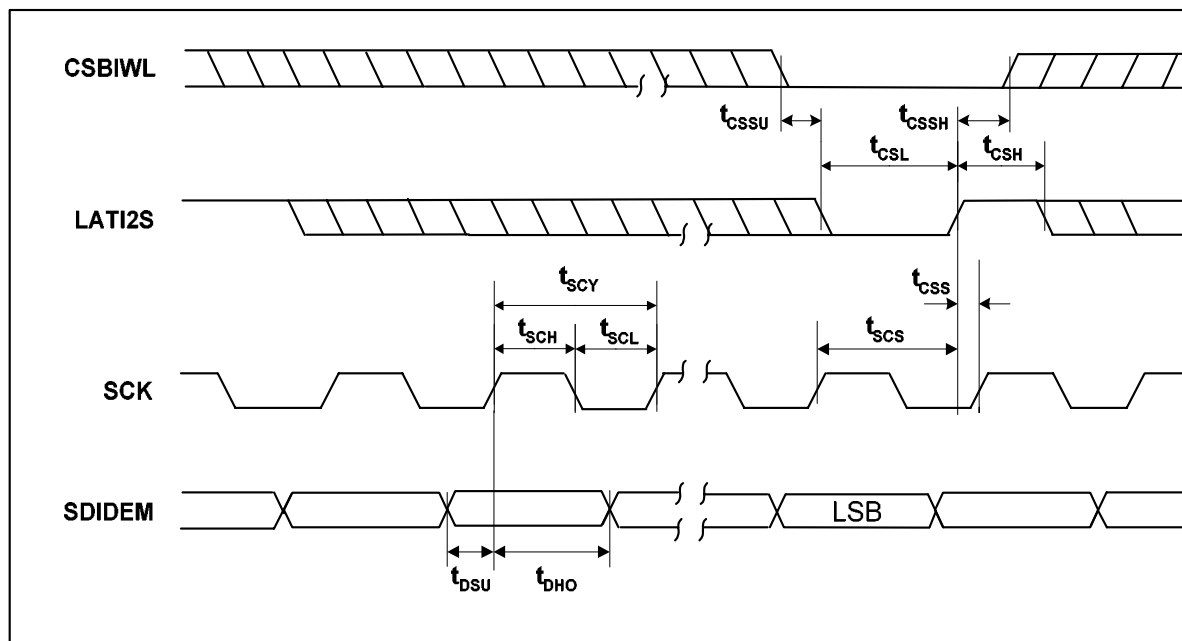 CSBIWL
tCSSU
tCSSH
tCSL
tCSH
LATI2S
tSCY
tCSS
tSCH
tSCL
tSCS
SCK
SDIDEM
LSB
tDSU
tDHO